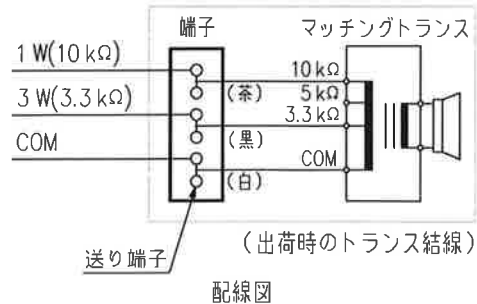 端子
マッチングトランス
1 W(10 kΩ)
10 kΩ
(茶)
5 kΩ
3 W(3.3 kΩ)
3.3 kΩ
(黒)
COM
COM
(白)
送り端子
(出荷時のトランス結線)
配線図